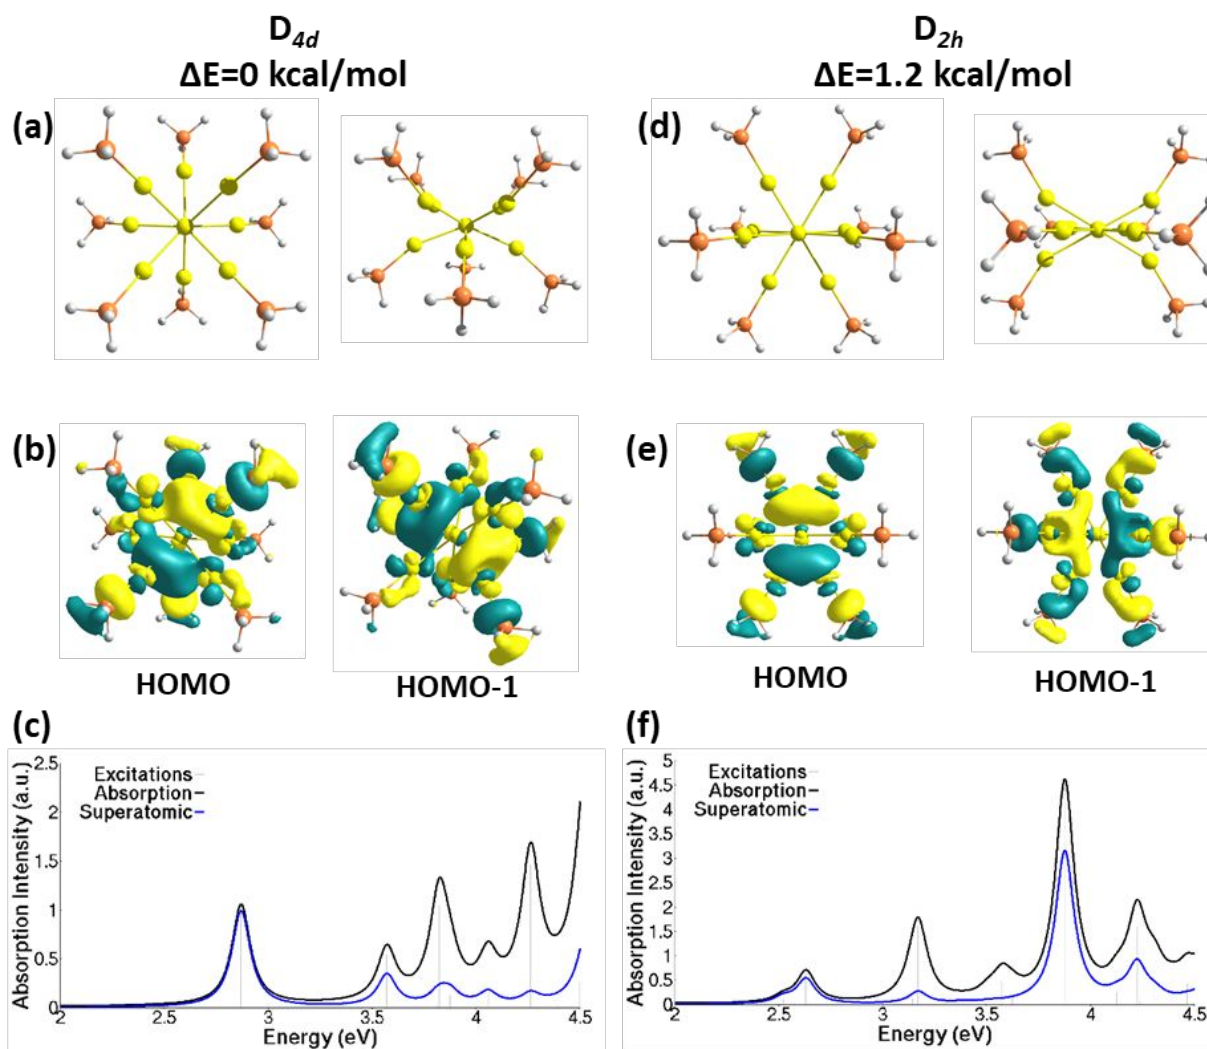 D4d
ΔE=0 kcal/mol
D2h
ΔE=1.2 kcal/mol
(a)
(d)
(b)
(e)
HOMO
HOMO-1
HOMO
HOMO-1
(c)
2.5
2
1.5
1
0.5
0
Absorption Intensity (a.u.)
Excitations
Absorption
Superatomic
2
2.5
3
3.5
4
4.5
Energy (eV)
(f)
5
4.5
4
3.5
3
2.5
2
1.5
1
0.5
0
Absorption Intensity (a.u.)
Excitations
Absorption
Superatomic
2
2.5
3
3.5
4
4.5
Energy (eV)